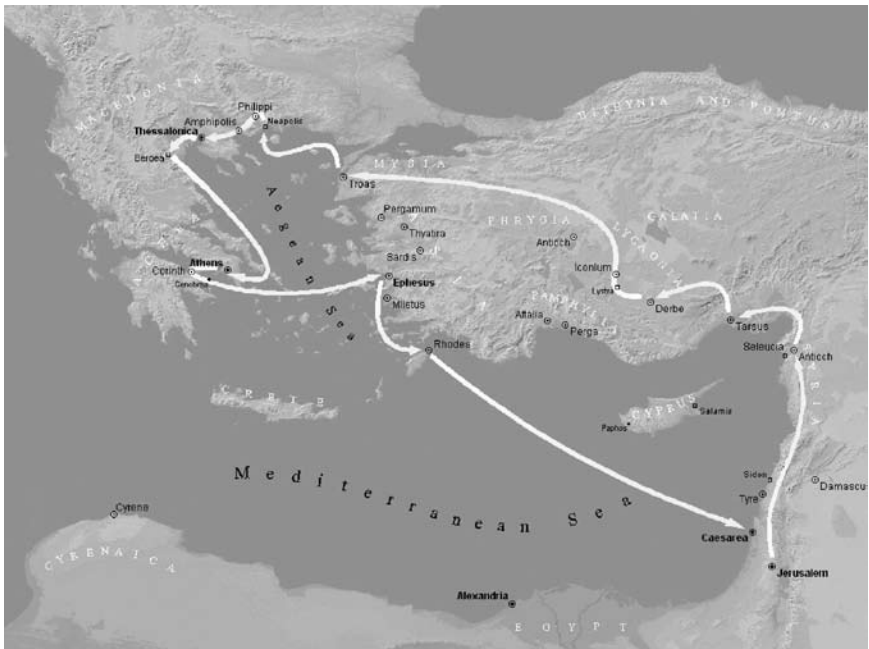 MACEDONIA
Philippi
Amphipolis
Neapolis
Thessalonica
Beroea
BITHYNIA AND PONTUS
MYSIA
Troas
Aegean Sea
Pergamum
Thyatira
PHRYGIA
GALATIA
LYCAONIA
Antioch
Sardis
Athens
Corinth
Cenchrea
Ephesus
Iconium
Lystra
Derbe
Miletus
PAMPHYLIA
Attalia
Perga
Tarsus
Seleucia
Antioch
SYRIA
Rhodes
CRETE
CYPRUS
Salamis
Paphos
Mediterranean Sea
Sidon
Damascu
Tyre
Cyrene
Caesarea
CYRENAICA
Jerusalem
Alexandria
EGYPT